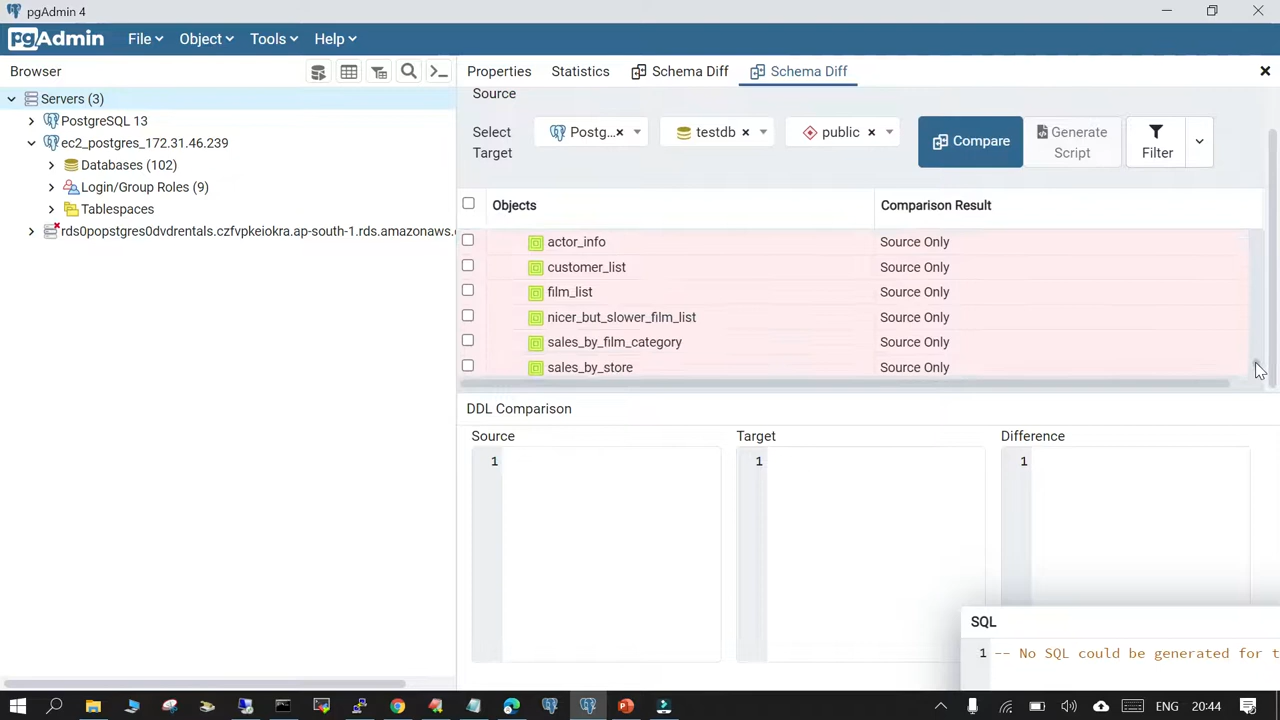 pgAdmin 4
pgAdmin File Object Tools Help
Browser
Properties Statistics Schema Diff Schema Diff
Servers (3)
PostgreSQL 13
ec2_postgres_172.31.46.239
Databases (102)
Login/Group Roles (9)
Tablespaces
rds0popstgres0dvdrentals.czfvpkeiokra.ap-south-1.rds.amazonaws.c
Source
Select Target
Postg...
testdb
public
Compare
Generate Script
Filter
Objects Comparison Result
actor_info Source Only
customer_list Source Only
film_list Source Only
nicer_but_slower_film_list Source Only
sales_by_film_category Source Only
sales_by_store Source Only
DDL Comparison
Source Target Difference
1 1 1
SQL
1 -- No SQL could be generated for t
ENG 20:44